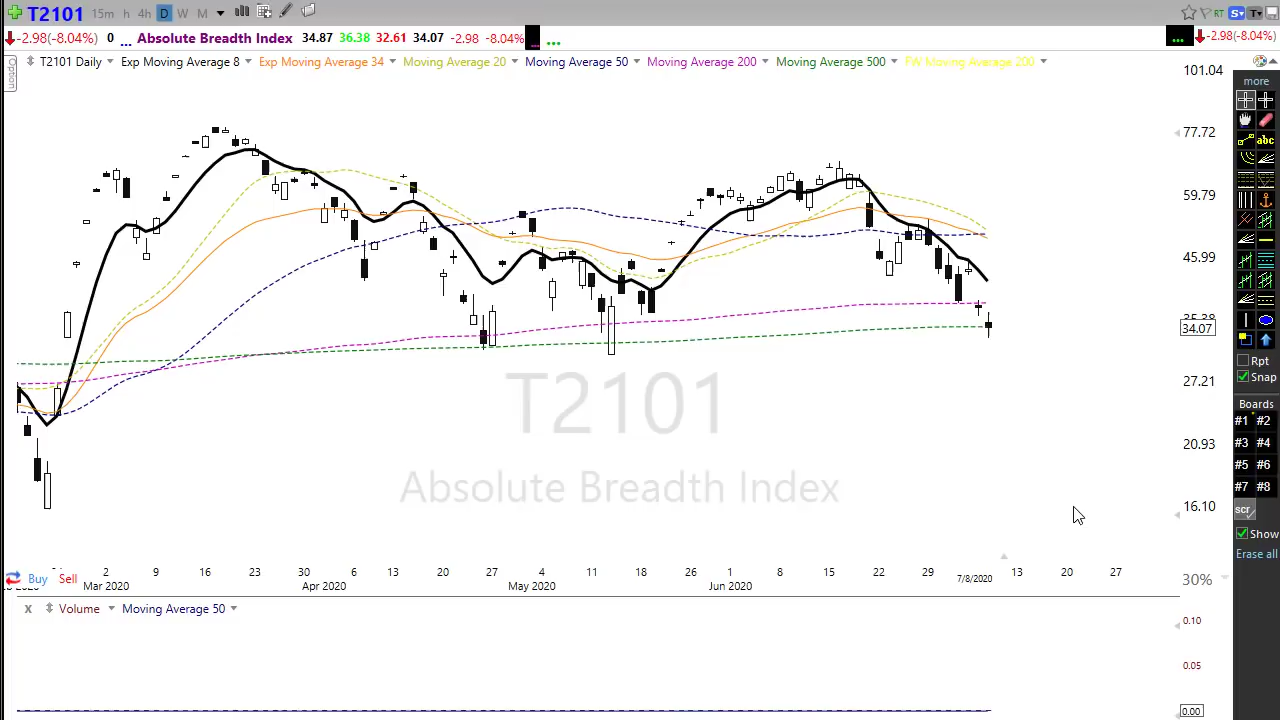 T2101 15m h 4h D W M RT S T
-2.98(-8.04%) 0 ... Absolute Breadth Index 34.87 36.38 32.61 34.07 -2.98 -8.04% ... ... ... -2.98(-8.04%)
Option
T2101 Daily Exp Moving Average 8 Exp Moving Average 34 Moving Average 20 Moving Average 50 Moving Average 200 Moving Average 500 FW Moving Average 200
101.04
77.72
59.79
45.99
34.07
27.21
20.93
16.10
T2101
Absolute Breadth Index
more
abc
Rpt
Snap
Boards
#1 #2
#3 #4
#5 #6
#7 #8
scr
Show
Erase all
2 9 16 23 30 6 13 20 27 4 11 18 26 1 8 15 22 29 7/8/2020 13 20 27
Buy Sell Mar 2020 Apr 2020 May 2020 Jun 2020 30%
X Volume Moving Average 50
0.10
0.05
0.00